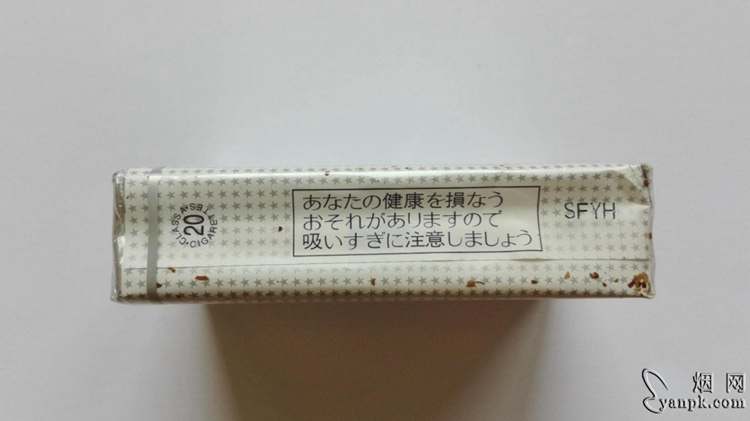 あなたの健康を損なう
おそれがありますので
吸いすぎに注意しましょう
SFYH
20
CLASS A
CIGARE
烟网
yanpk.com